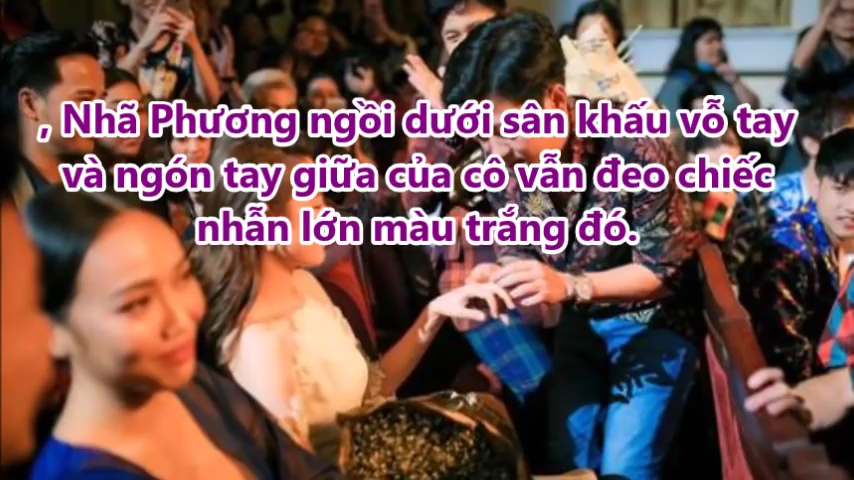 , Nhã Phương ngồi dưới sân khấu vỗ tay
và ngón tay giữa của cô vẫn đeo chiếc
nhẫn lớn màu trắng đó.